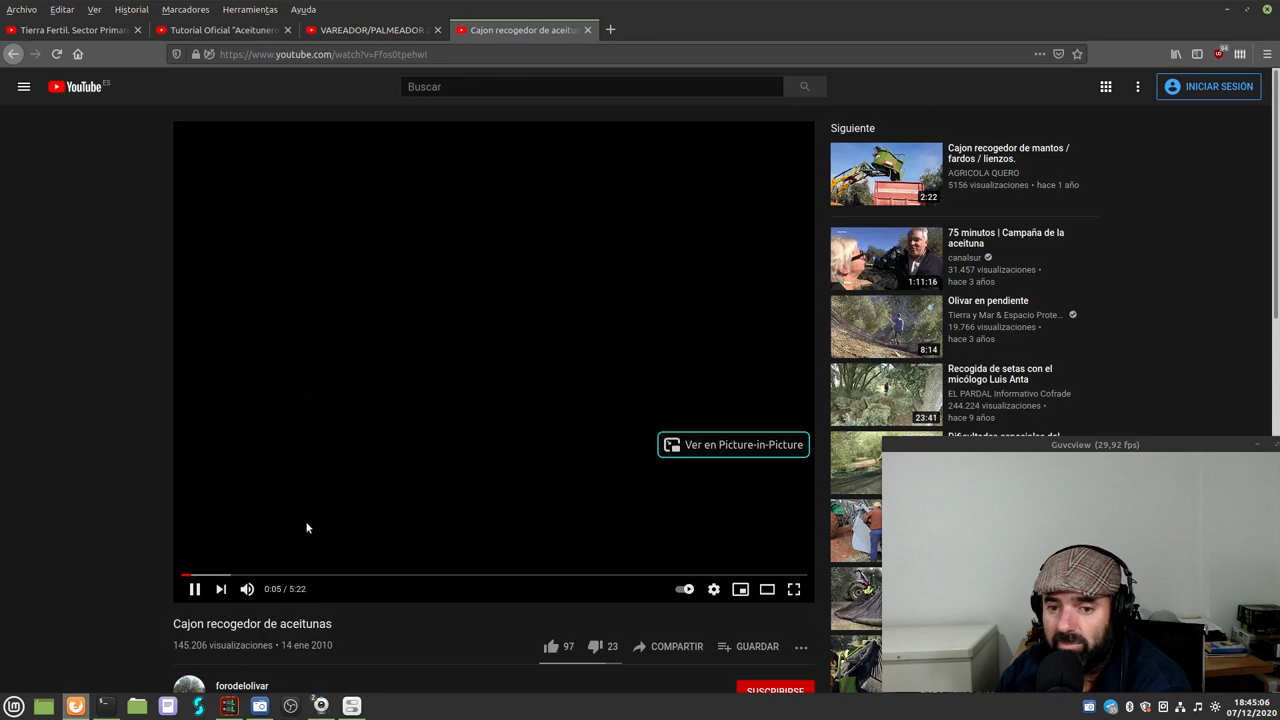 Archivo Editar Ver Historial Marcadores Herramientas Ayuda
Tierra Fertil. Sector Primar
Tutorial Oficial "Aceitunero
VAREADOR/PALMEADOR 2
Cajon recogedor de aceitun
https://www.youtube.com/watch?v=Ffos0tpehwI
94
YouTube ES
Buscar
INICIAR SESIÓN
Siguiente
Cajon recogedor de mantos /
fardos / lienzos.
AGRICOLA QUERO
5156 visualizaciones • hace 1 año
2:22
75 minutos | Campaña de la
aceituna
canalsur
31.457 visualizaciones •
hace 3 años
1:11:16
Olivar en pendiente
Tierra y Mar & Espacio Prote...
19.766 visualizaciones •
hace 3 años
8:14
Recogida de setas con el
micólogo Luis Anta
EL PARDAL Informativo Cofrade
244.224 visualizaciones •
hace 9 años
23:41
Ver en Picture-in-Picture
Guvcview (29,92 fps)
0:05 / 5:22
Cajon recogedor de aceitunas
145.206 visualizaciones • 14 ene 2010
97 23 COMPARTIR GUARDAR
forodelolivar
SUSCRIBIRSE
18:45:06
07/12/2020